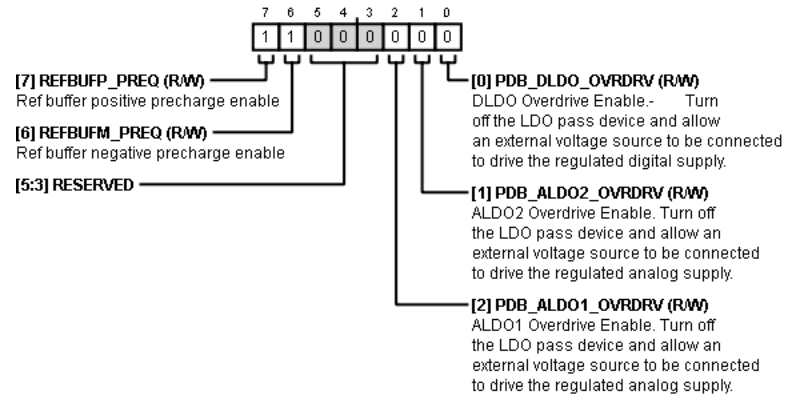 7 6 5 4 3 2 1 0
1 1 0 0 0 0 0 0
[7] REFBUFP_PREQ (R/W)
Ref buffer positive precharge enable
[6] REFBUFM_PREQ (R/W)
Ref buffer negative precharge enable
[5:3] RESERVED
[0] PDB_DLDO_OVRDRV (R/W)
DLDO Overdrive Enable.- Turn
off the LDO pass device and allow
an external voltage source to be connected
to drive the regulated digital supply.
[1] PDB_ALDO2_OVRDRV (R/W)
ALDO2 Overdrive Enable. Turn off
the LDO pass device and allow an
external voltage source to be connected
to drive the regulated analog supply.
[2] PDB_ALDO1_OVRDRV (R/W)
ALDO1 Overdrive Enable. Turn off
the LDO pass device and allow an
external voltage source to be connected
to drive the regulated analog supply.